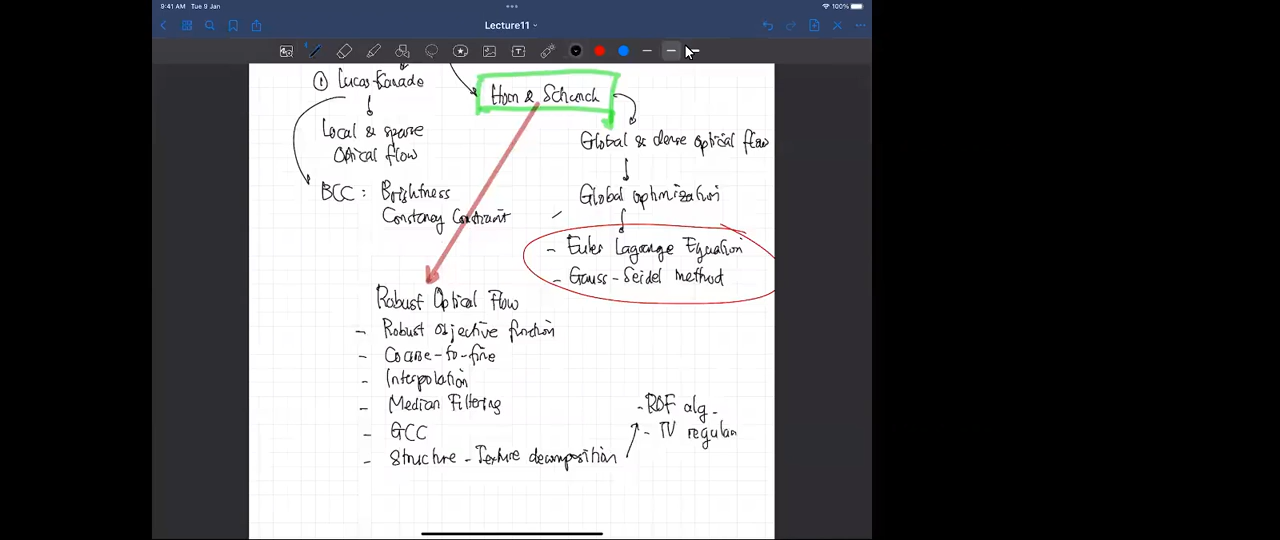 9:41 AM Tue 9 Jan
100%
Lecture11
① Lucas-Kanade
Horn & Schunck
Local & sparse
Optical flow
Global & dense optical flow
BCC : Brightness
Constancy Constraint
Global optimization
- Euler Lagrange Equation
- Gauss-Seidel method
Robust Optical Flow
- Robust objective function
- Coarse-to-fine
- Interpolation
- Median Filtering
- GCC
- Structure-Texture decomposition
- ROF alg-
- TV regular